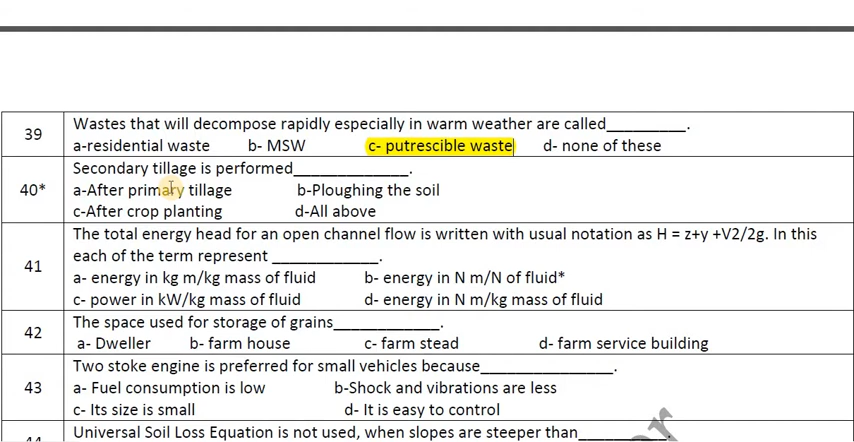 39
Wastes that will decompose rapidly especially in warm weather are called_________.
a-residential waste b- MSW c- putrescible waste d- none of these
40*
Secondary tillage is performed_____________.
a-After primary tillage b-Ploughing the soil
c-After crop planting d-All above
41
The total energy head for an open channel flow is written with usual notation as H = z+y +V2/2g. In this
each of the term represent ____________.
a- energy in kg m/kg mass of fluid b- energy in N m/N of fluid*
c- power in kW/kg mass of fluid d- energy in N m/kg mass of fluid
42
The space used for storage of grains____________.
a- Dweller b- farm house c- farm stead d- farm service building
43
Two stoke engine is preferred for small vehicles because_______________.
a- Fuel consumption is low b-Shock and vibrations are less
c- Its size is small d- It is easy to control
Universal Soil Loss Equation is not used, when slopes are steeper than__________.